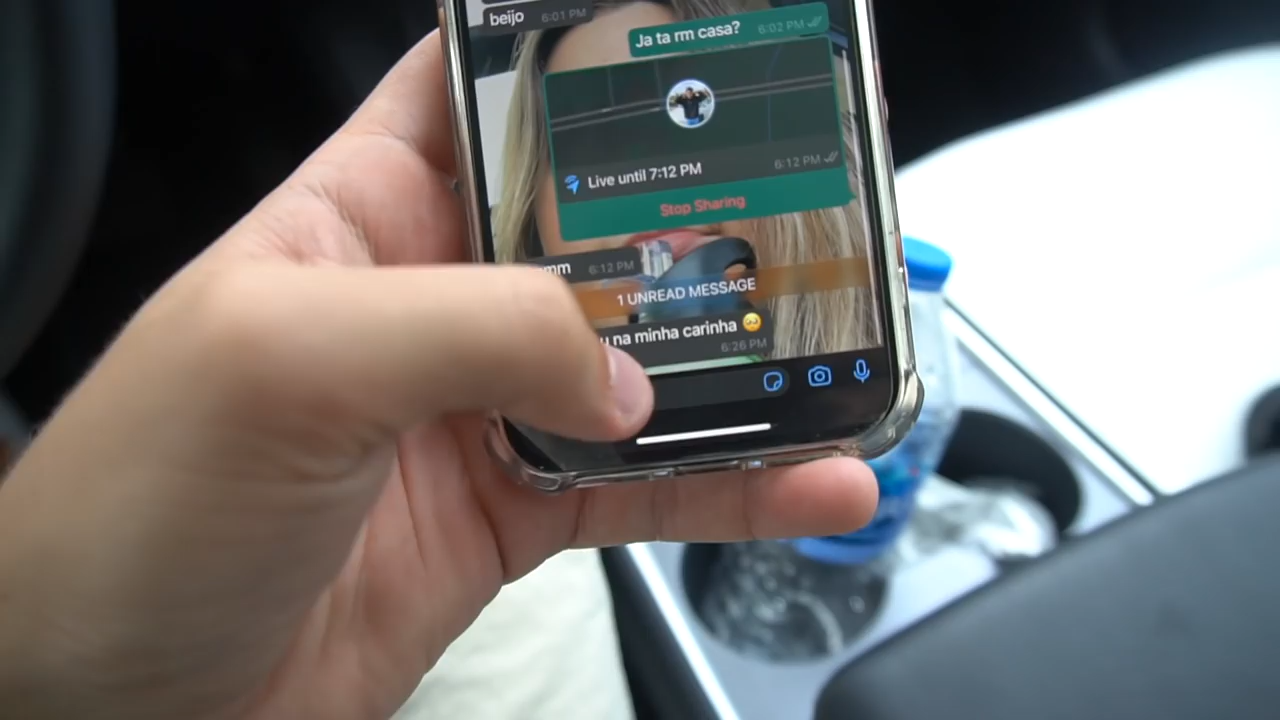 beijo 6:01 PM
Ja ta rm casa? 6:02 PM
Live until 7:12 PM 6:12 PM
Stop Sharing
6:12 PM
1 UNREAD MESSAGE
na minha carinha 🥺
6:26 PM